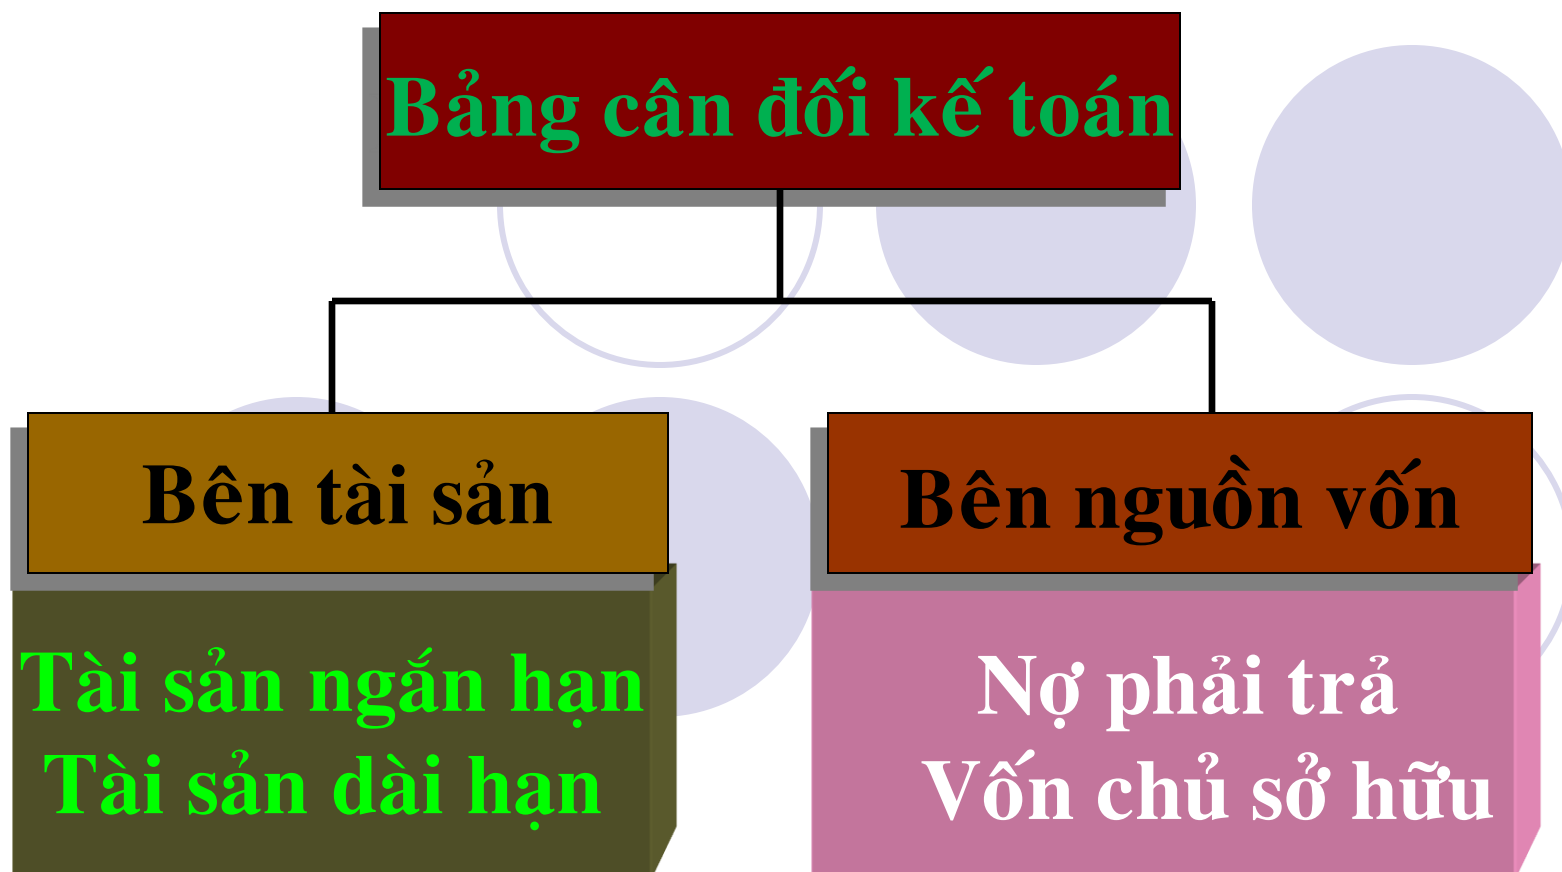 Bảng cân đối kế toán
Bên tài sản
Tài sản ngắn hạn
Tài sản dài hạn
Bên nguồn vốn
Nợ phải trả
Vốn chủ sở hữu